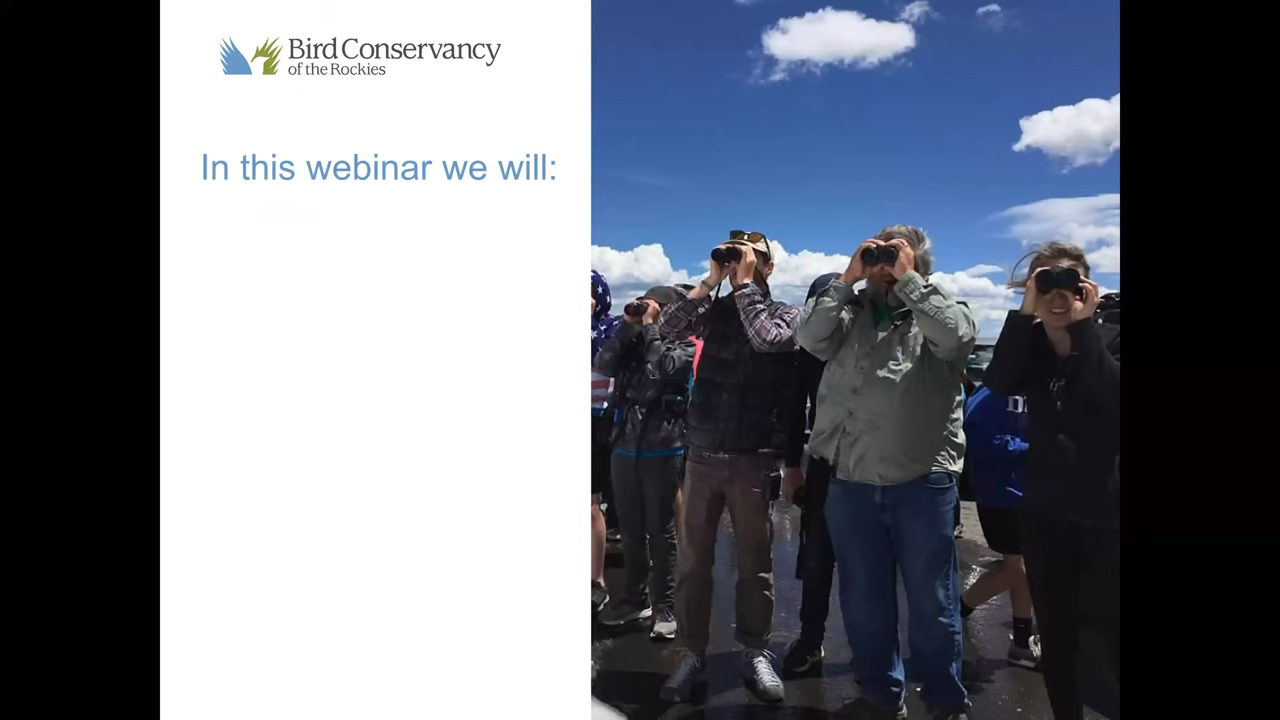 Bird Conservancy
of the Rockies
In this webinar we will: